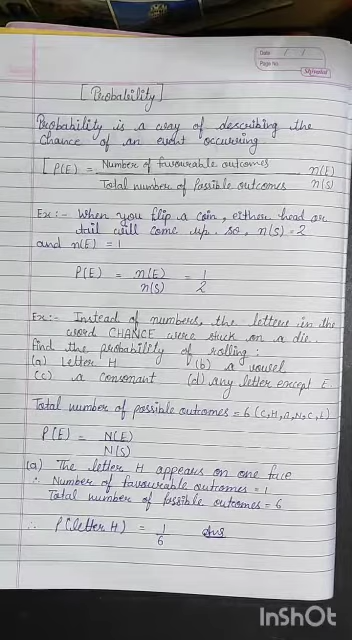 Date / /
Page No.
Shivalal
[Probability]
Probability is a way of describing the
chance of an event occurring
[P(E) = Number of favourable outcomes n(E)
Total number of Possible outcomes n(S)
Ex:- When you flip a coin, either head or
tail will come up. so, n(S) = 2
and n(E) = 1
P(E) = n(E) = 1
n(S) 2
Ex:- Instead of numbers, the letters in the
word CHANCE were stuck on a die.
Find the probability of rolling:
(a) Letter H (b) a vowel
(c) a consonant (d) any letter except E
Total number of possible outcomes = 6 (C,H,A,N,C,E)
P(E) = N(E)
N(S)
(a) The letter H appears on one face
∴ Number of favourable outcomes = 1
Total number of possible outcomes = 6
∴ P(letter H) = 1 Ans
6
InShOt